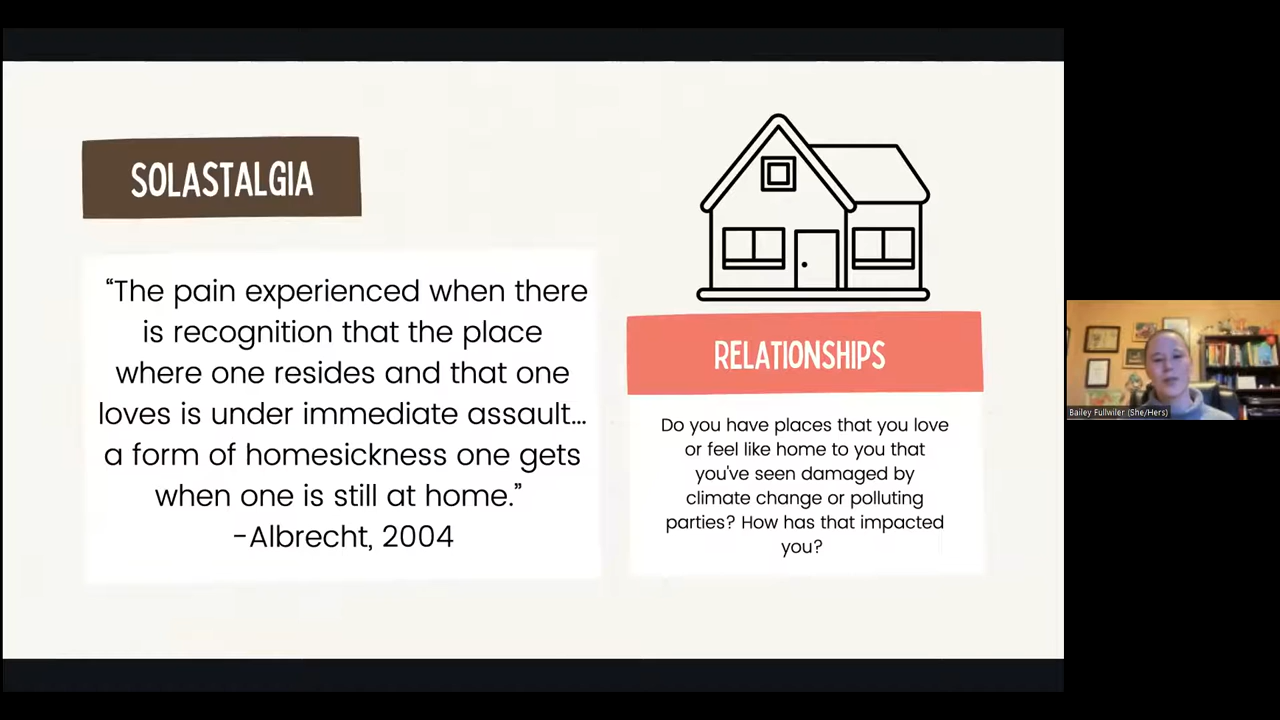 SOLASTALGIA
“The pain experienced when there
is recognition that the place
where one resides and that one
loves is under immediate assault...
a form of homesickness one gets
when one is still at home.”
-Albrecht, 2004
RELATIONSHIPS
Do you have places that you love
or feel like home to you that
you've seen damaged by
climate change or polluting
parties? How has that impacted
you?
Bailey Fullwiler (She/Hers)